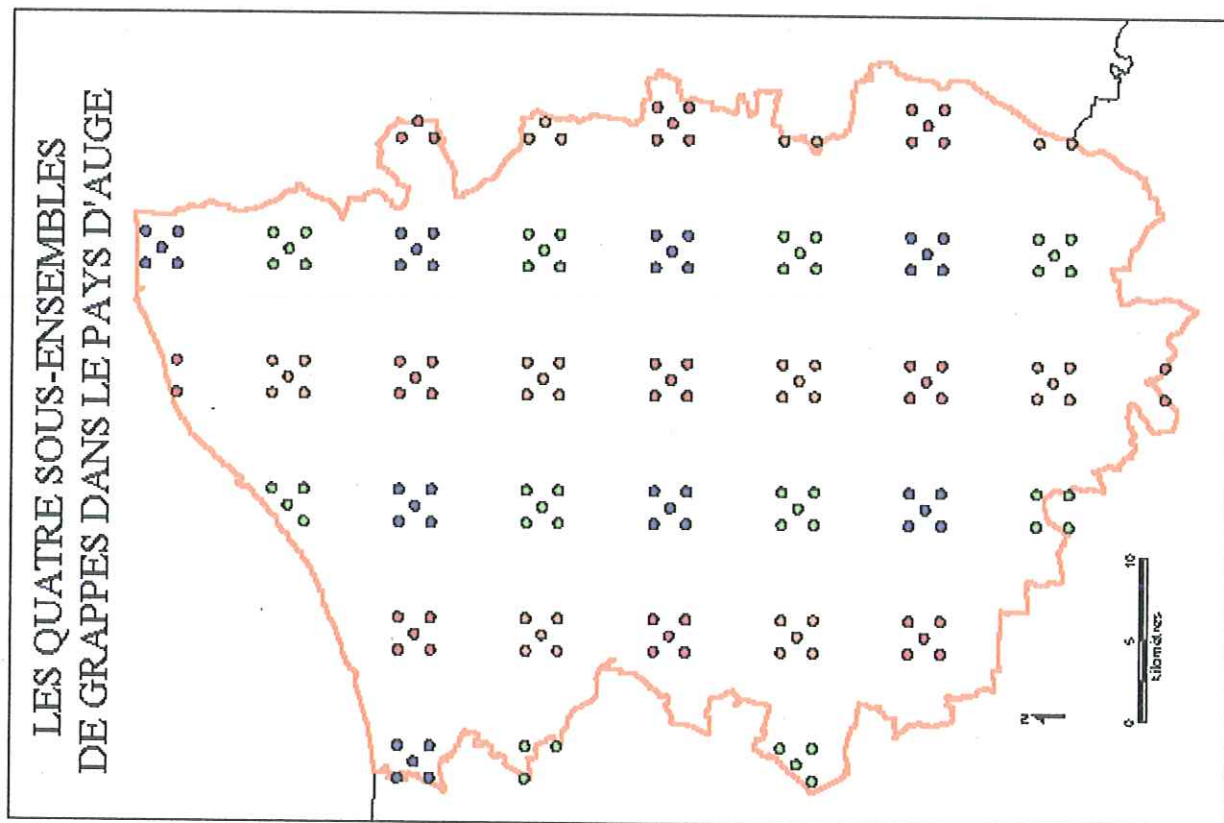 LES QUATRE SOUS-ENSEMBLES
DE GRAPPES DANS LE PAYS D'AUGE
N
0 5 10
kilomètres